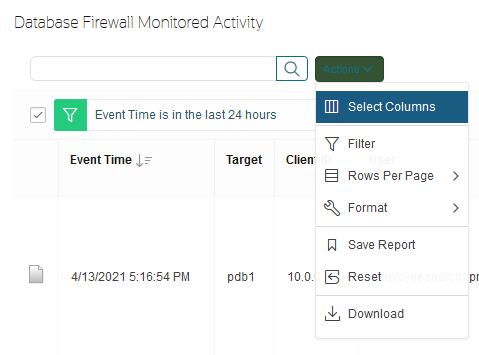 Database Firewall Monitored Activity
Actions
Select Columns
Event Time is in the last 24 hours
Filter
Event Time Target Client IP User
Rows Per Page
Format
Save Report
4/13/2021 5:16:54 PM pdb1 10.0.
Reset
Download